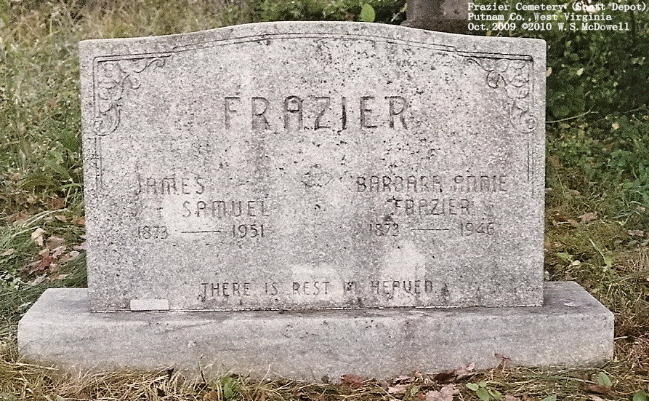 Frazier Cemetery (Scott Depot)
Putnam Co., West Virginia
Oct. 2009 ©2010 W.S.McDowell
FRAZIER
JAMES
SAMUEL
1873 — 1951
BARBARA ANNIE
FRAZIER
1873 — 1946
THERE IS REST IN HEAVEN